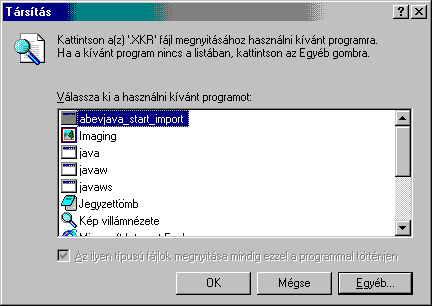 Társítás
Kattintson a(z) '.XKR' fájl megnyitásához használni kívánt programra.
Ha a kívánt program nincs a listában, kattintson az Egyéb gombra.
Válassza ki a használni kívánt programot:
abevjava_start_import
Imaging
java
javaw
javaws
Jegyzettömb
Kép villámnézete
Az ilyen típusú fájlok megnyitása mindig ezzel a programmal történjen
OK
Mégse
Egyéb...